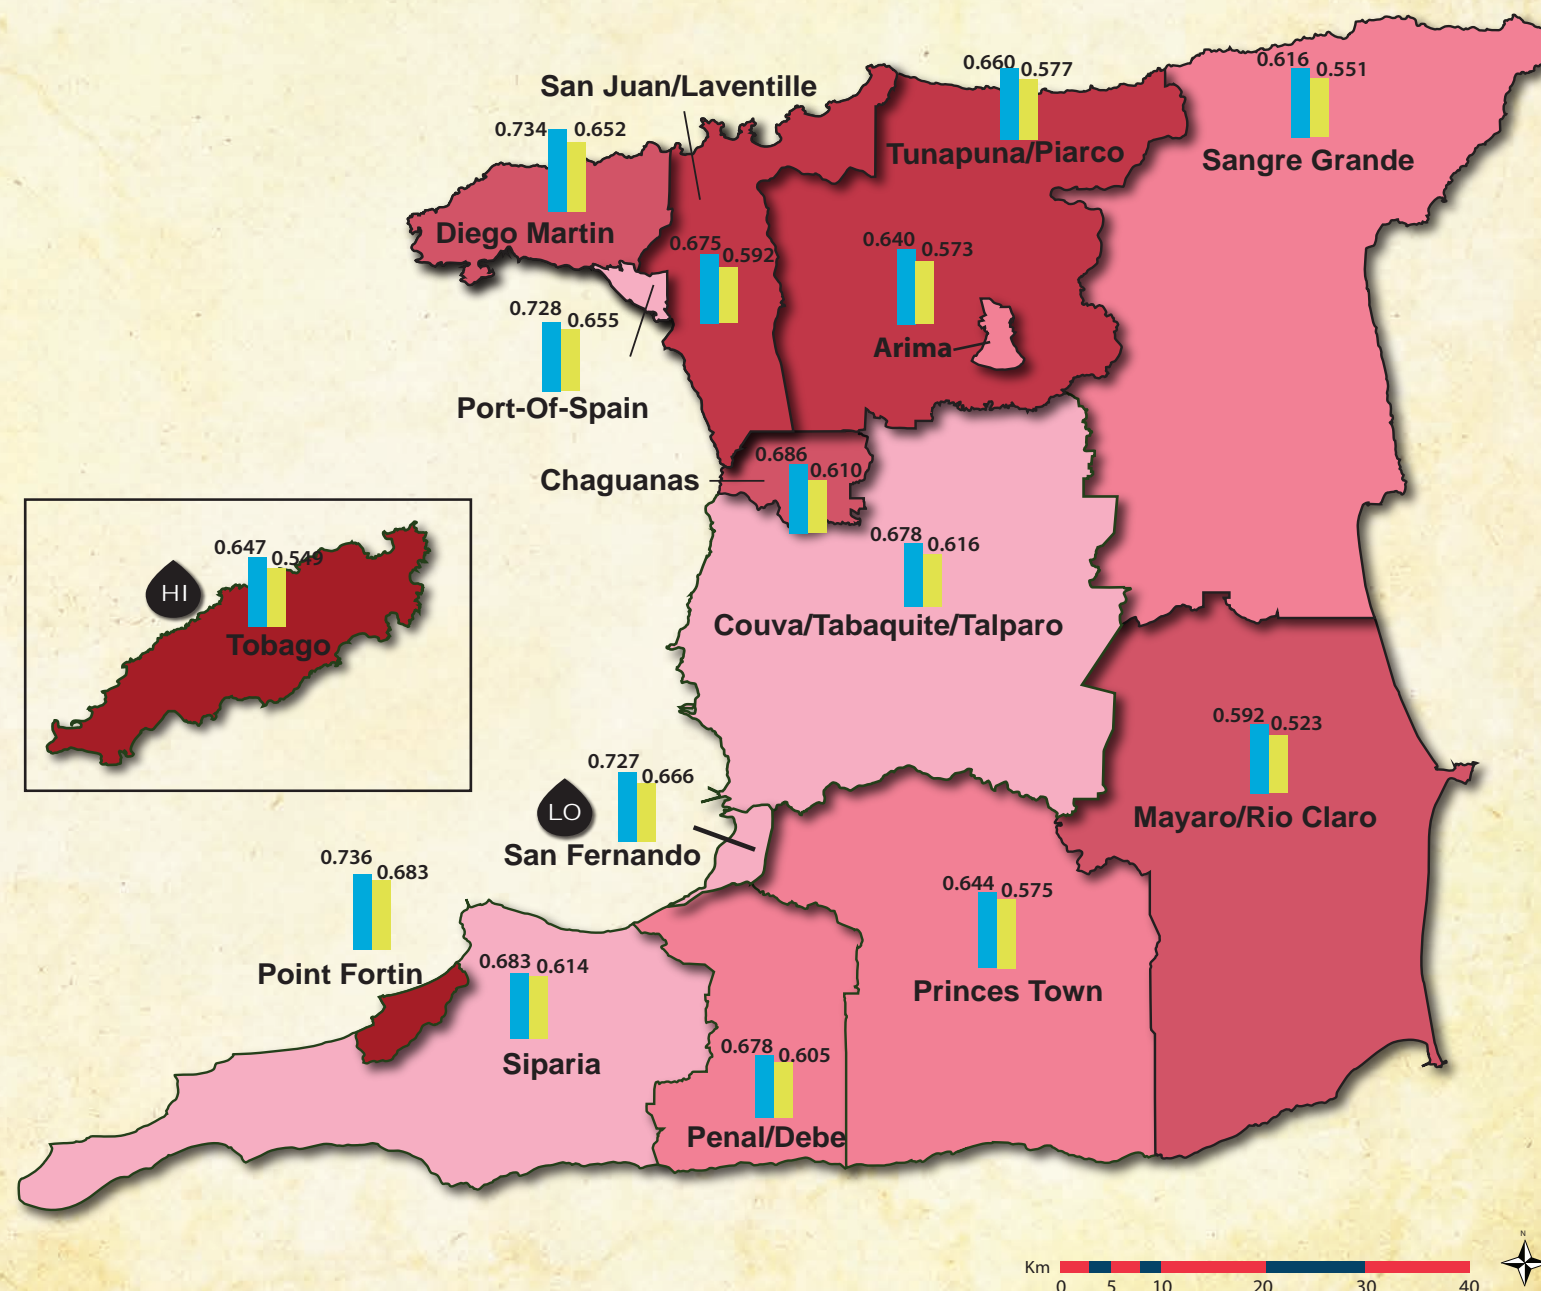 0.616
0.551
0.660
0.577
San Juan/Laventille
0.734
0.652
Tunapuna/Piarco
Sangre Grande
Diego Martin
0.675
0.592
0.640
0.573
0.728
0.655
Arima
Port-Of-Spain
0.686
0.610
Chaguanas
0.678
0.616
0.647
0.549
HI
Couva/Tabaquite/Talparo
Tobago
0.592
0.523
0.727
0.666
LO
Mayaro/Rio Claro
San Fernando
0.736
0.683
0.644
0.575
Point Fortin
0.683
0.614
Princes Town
Siparia
0.678
0.605
Penal/Debe
N
Km
0 5 10 20 30 40